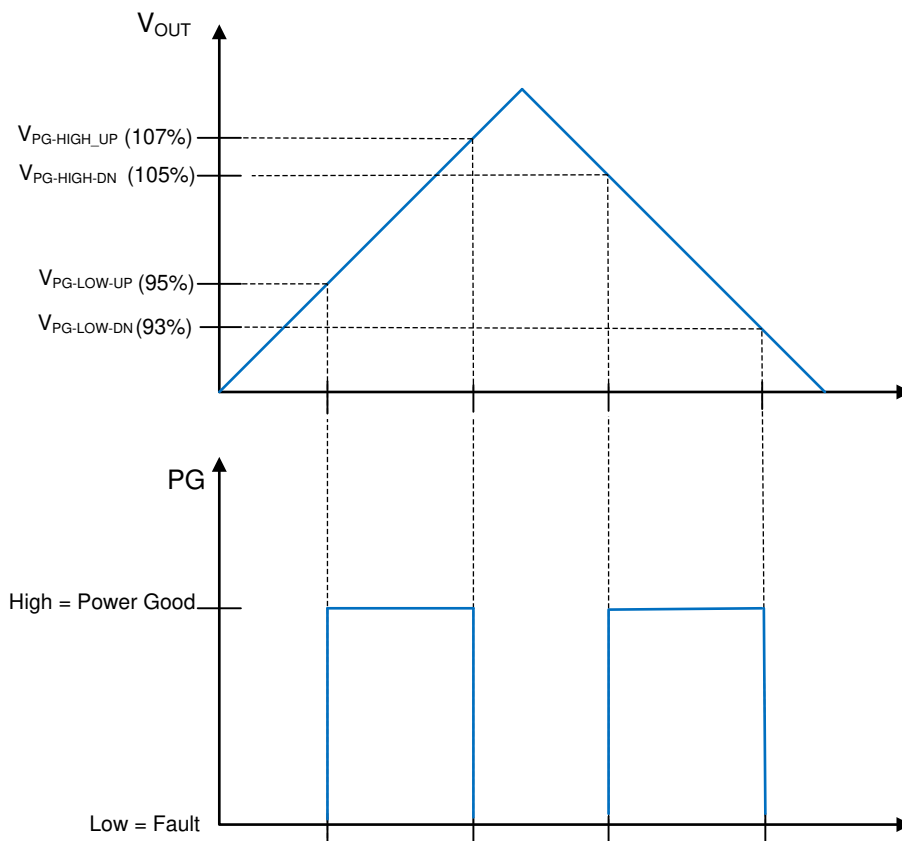 VOUT
VPG-HIGH_UP (107%)
VPG-HIGH-DN (105%)
VPG-LOW-UP (95%)
VPG-LOW-DN (93%)
PG
High = Power Good
Low = Fault